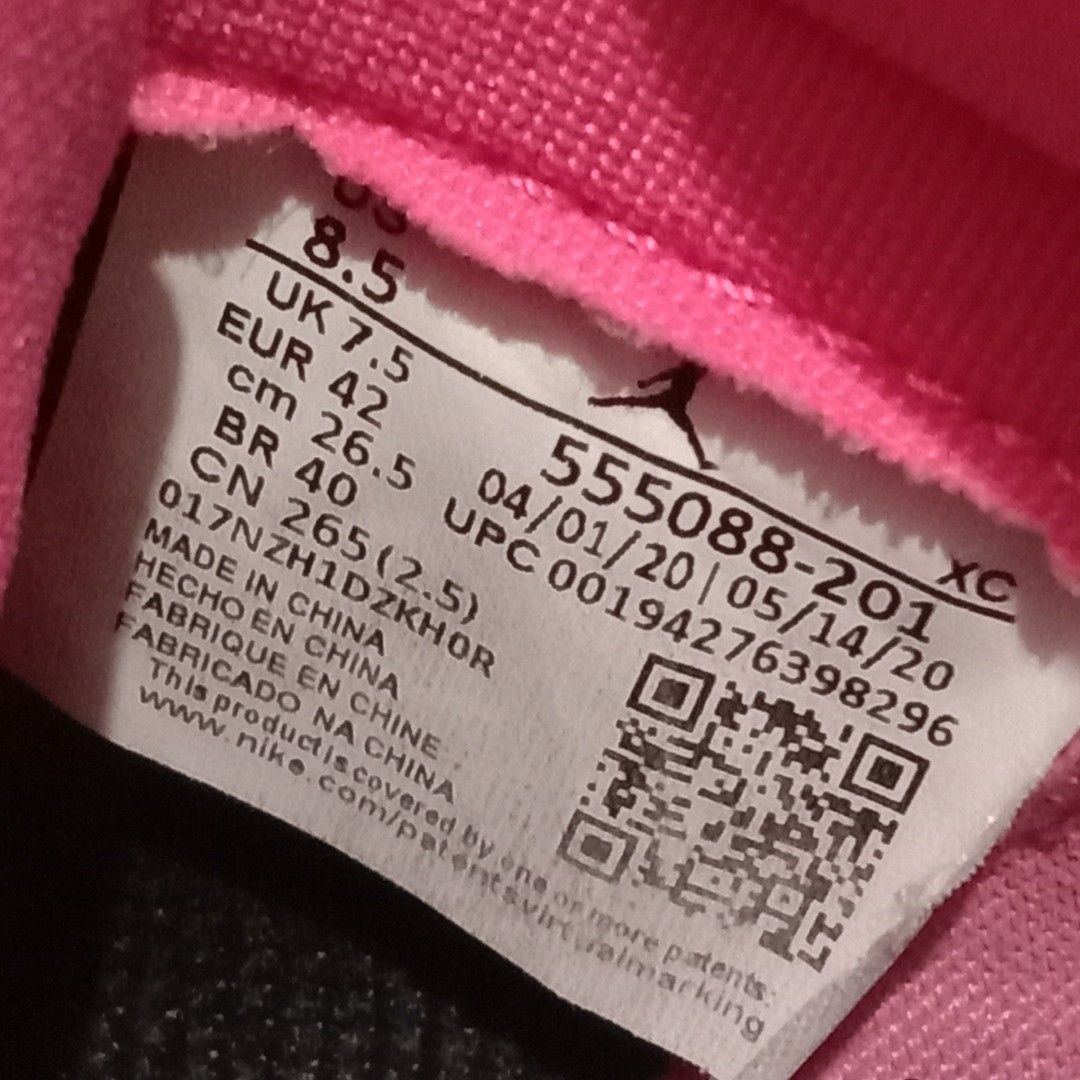 US
8.5
UK 7.5
EUR 42
cm 26.5
BR 40
CN 265(2.5)
017NZH1DZKH0R
MADE IN CHINA
HECHO EN CHINA
FABRIQUE EN CHINE
FABRICADO NA CHINA
This product is covered by one or more patents:
www.nike.com/patentsvirtualmarking
XC
555088-201
04/01/20 | 05/14/20
UPC 00194276398296